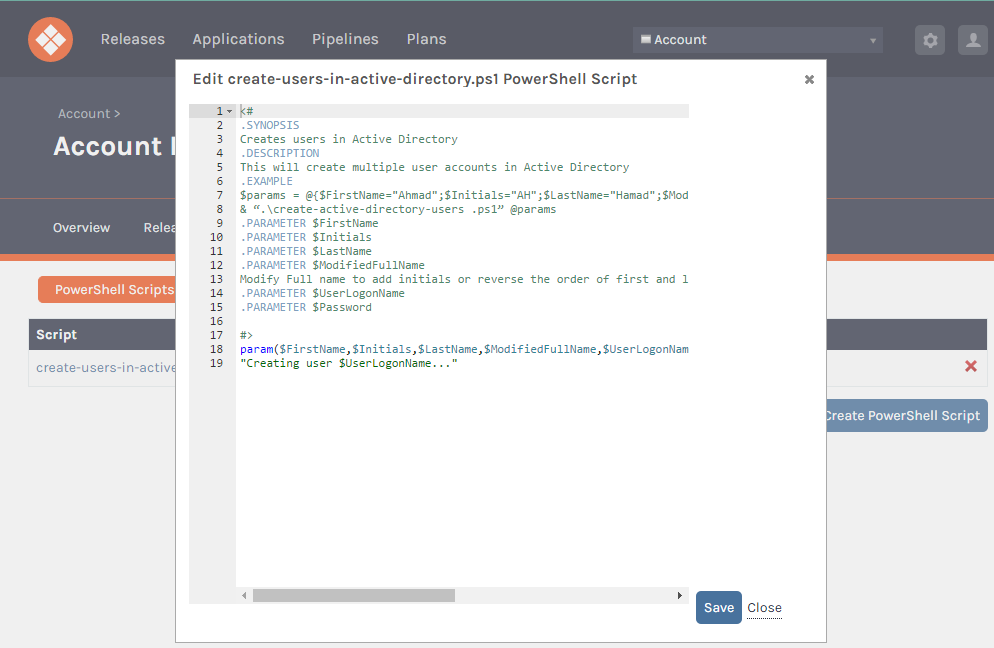 Releases Applications Pipelines Plans Account
Edit create-users-in-active-directory.ps1 PowerShell Script
Account >
Account
Overview
PowerShell Scripts
Script
create-users-in-active
Create PowerShell Script
1 <#
2 .SYNOPSIS
3 Creates users in Active Directory
4 .DESCRIPTION
5 This will create multiple user accounts in Active Directory
6 .EXAMPLE
7 $params = @{$FirstName="Ahmad";$Initials="AH";$LastName="Hamad";$Mod
8 & “.\create-active-directory-users .ps1” @params
9 .PARAMETER $FirstName
10 .PARAMETER $Initials
11 .PARAMETER $LastName
12 .PARAMETER $ModifiedFullName
13 Modify Full name to add initials or reverse the order of first and l
14 .PARAMETER $UserLogonName
15 .PARAMETER $Password
16
17 #>
18 param($FirstName,$Initials,$LastName,$ModifiedFullName,$UserLogonNam
19 "Creating user $UserLogonName..."
Save Close